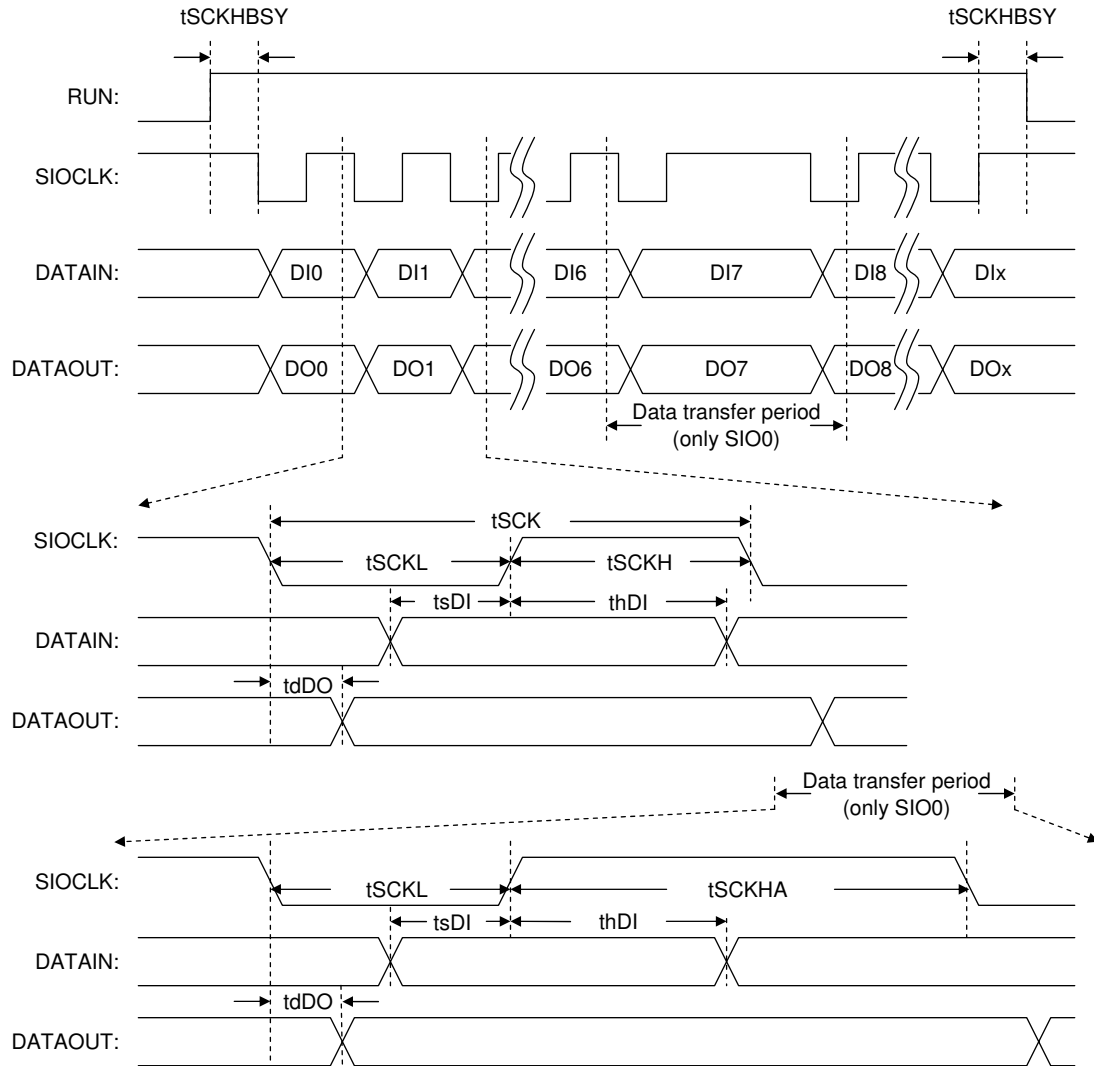 tSCKHBSY tSCKHBSY
RUN:
SIOCLK:
DATAIN: DI0 DI1 DI6 DI7 DI8 DIx
DATAOUT: DO0 DO1 DO6 DO7 DO8 DOx
Data transfer period
(only SIO0)
tSCK
SIOCLK:
tSCKL tSCKH
tsDI thDI
DATAIN:
tdDO
DATAOUT:
Data transfer period
(only SIO0)
SIOCLK:
tSCKL tSCKHA
tsDI thDI
DATAIN:
tdDO
DATAOUT: